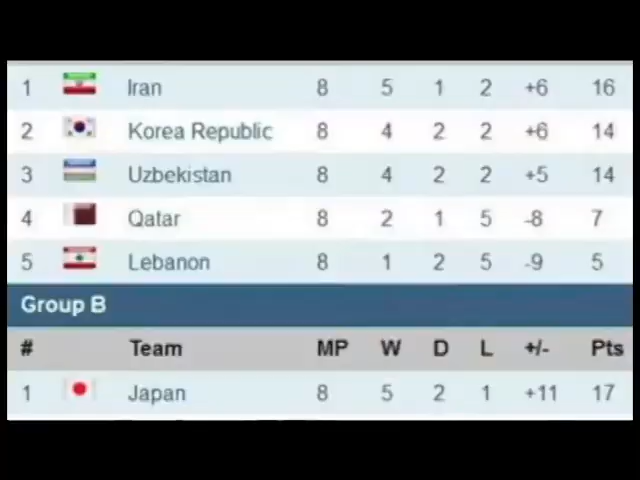 1 Iran 8 5 1 2 +6 16
2 Korea Republic 8 4 2 2 +6 14
3 Uzbekistan 8 4 2 2 +5 14
4 Qatar 8 2 1 5 -8 7
5 Lebanon 8 1 2 5 -9 5
Group B
# Team MP W D L +/- Pts
1 Japan 8 5 2 1 +11 17